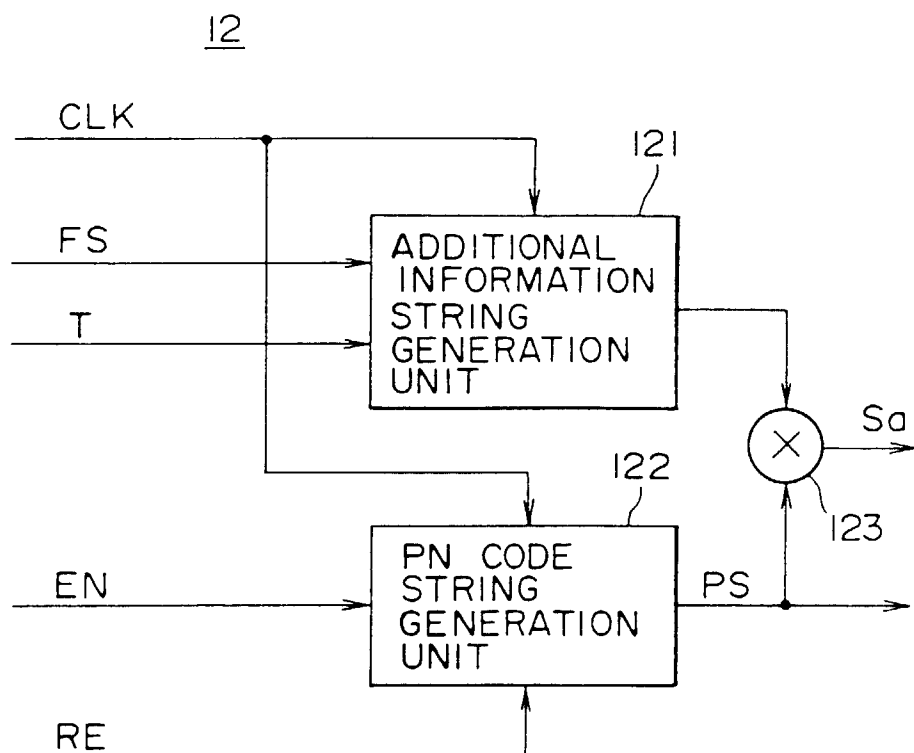 12
CLK
121
FS
ADDITIONAL
INFORMATION
STRING
GENERATION
UNIT
T
Sa
123
122
EN
PN CODE
STRING
GENERATION
UNIT
PS
RE